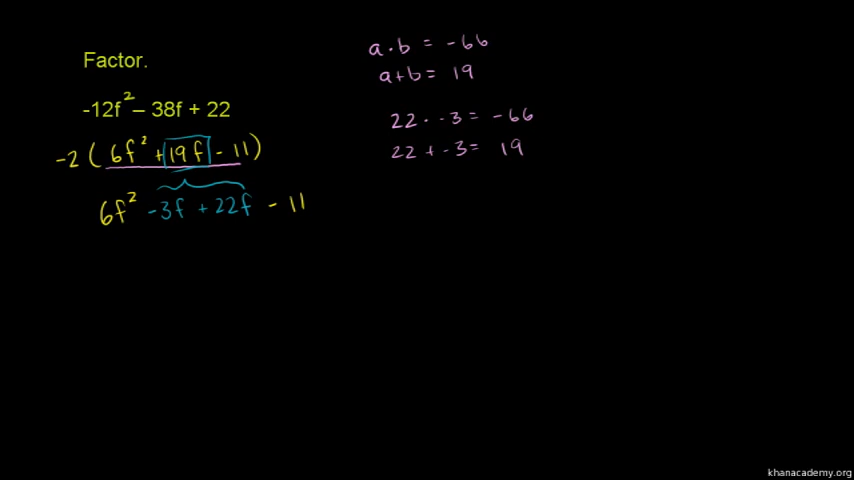 Factor.
-12f² – 38f + 22
-2 ( 6f² + 19f - 11 )
6f² -3f +22f - 11
a · b = -66
a + b = 19
22 · -3 = -66
22 + -3 = 19
khanacademy.org